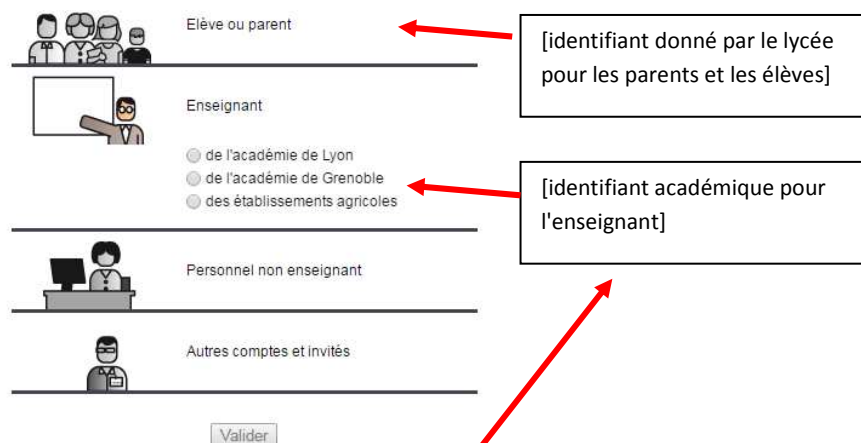 Elève ou parent
[identifiant donné par le lycée
pour les parents et les élèves]
Enseignant
de l'académie de Lyon
de l'académie de Grenoble
des établissements agricoles
[identifiant académique pour
l'enseignant]
Personnel non enseignant
Autres comptes et invités
Valider